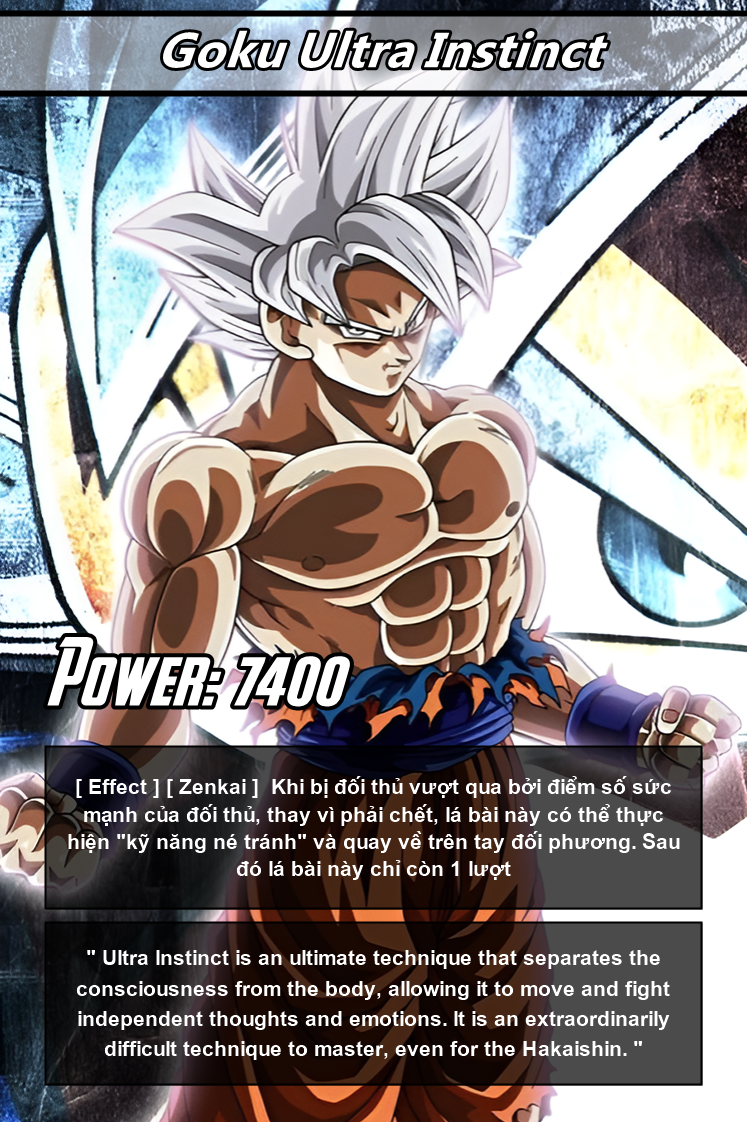 Goku Ultra Instinct
Power: 7400
[ Effect ] [ Zenkai ]  Khi bị đối thủ vượt qua bởi điểm số sức
mạnh của đối thủ, thay vì phải chết, lá bài này có thể thực
hiện "kỹ năng né tránh" và quay về trên tay đối phương. Sau
đó lá bài này chỉ còn 1 lượt
" Ultra Instinct is an ultimate technique that separates the
consciousness from the body, allowing it to move and fight
independent thoughts and emotions. It is an extraordinarily
difficult technique to master, even for the Hakaishin. "